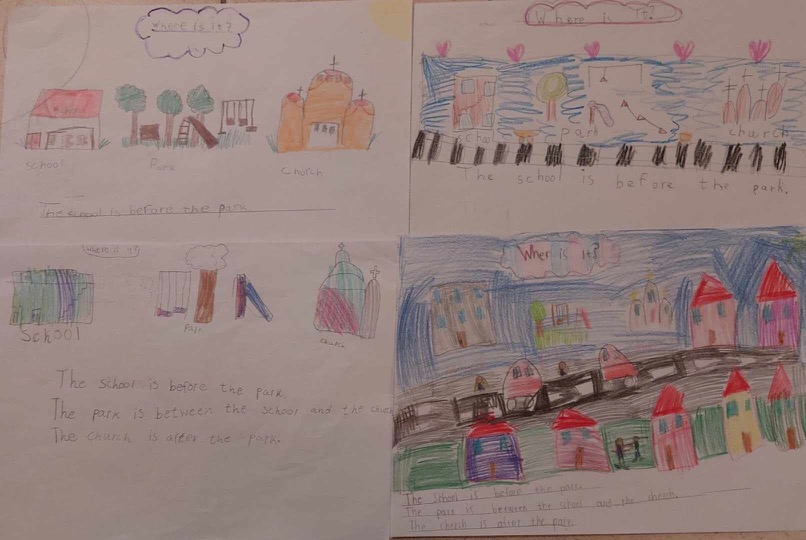 Where is it?
School
Park
Church
The school is before the park
Where is it?
School
park
church
The school is before the park.
Where is it?
School
Park
church
The school is before the park.
The park is between the school and the church
The church is after the park.
Where is it?
The school is before the park.
The park is between the school and the church.
The church is after the park.